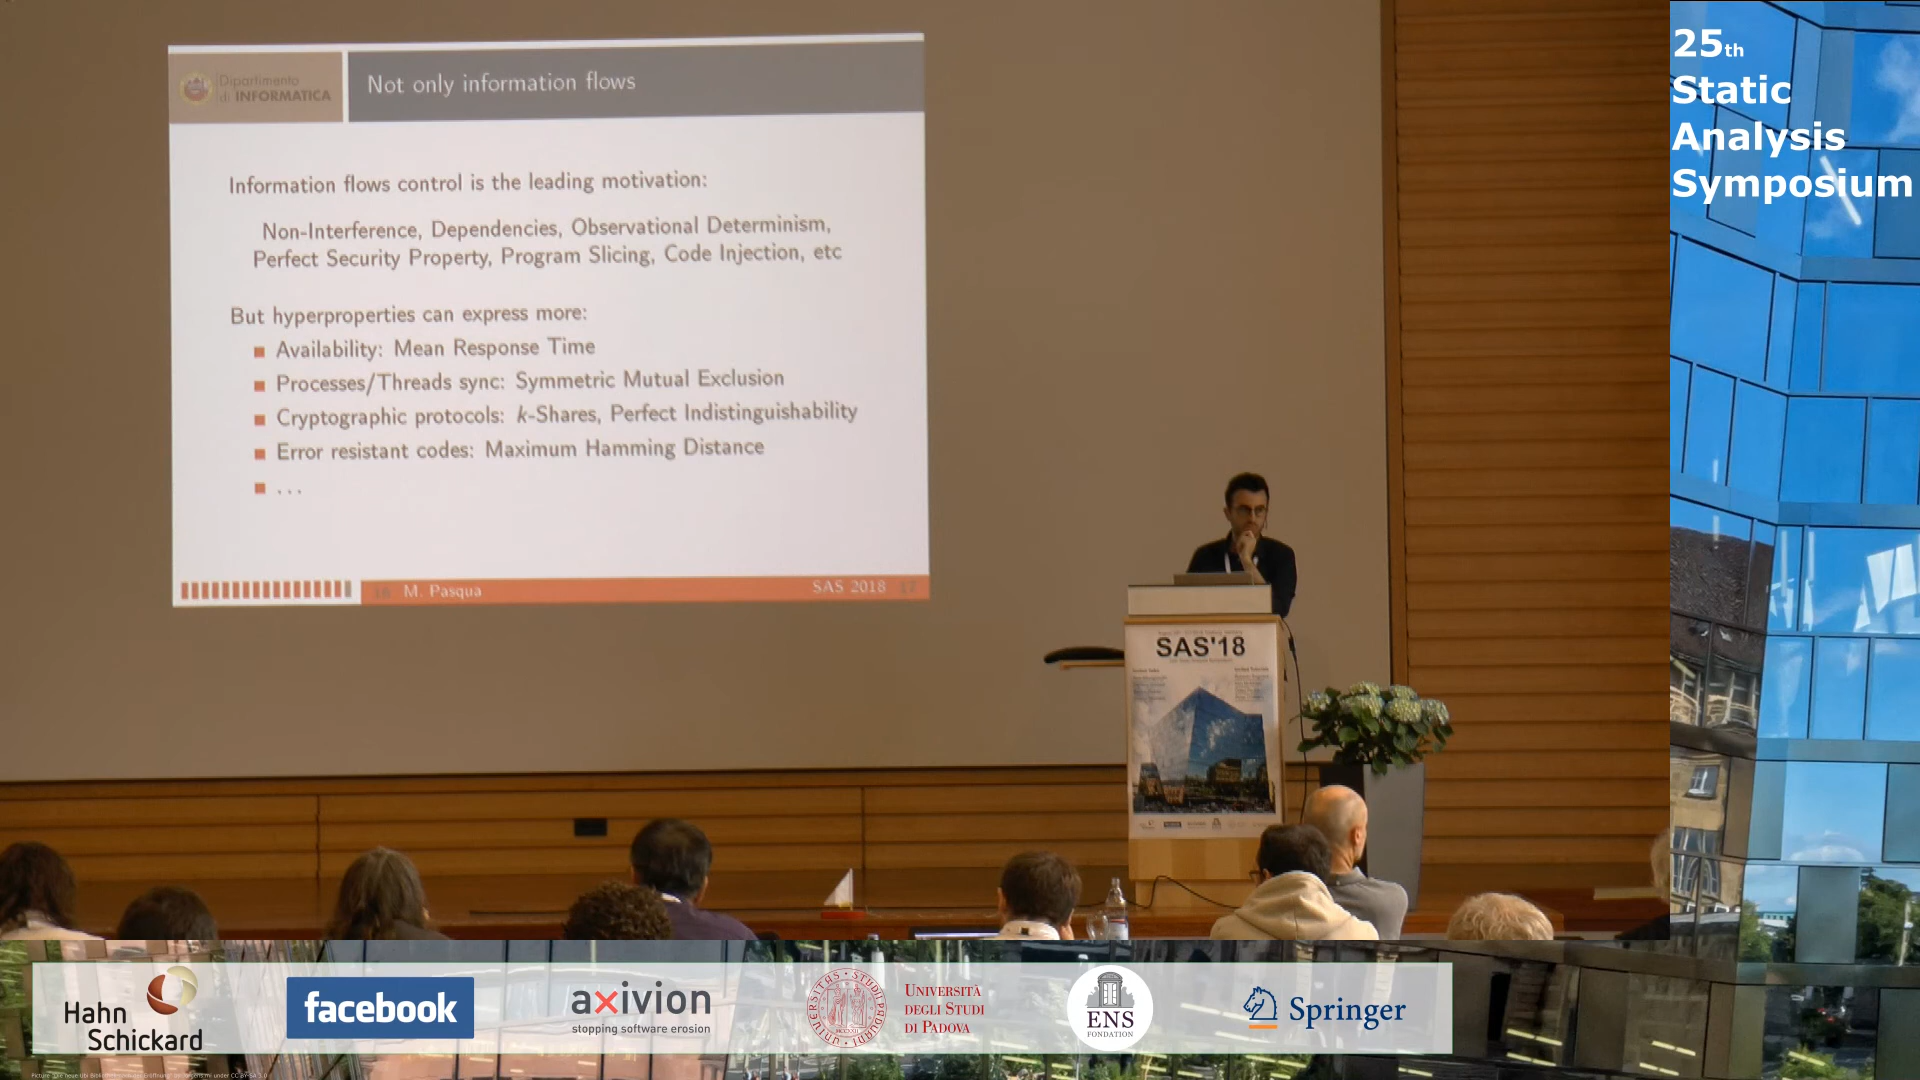 Dipartimento
di INFORMATICA
Not only information flows
Information flows control is the leading motivation:
Non-Interference, Dependencies, Observational Determinism,
Perfect Security Property, Program Slicing, Code Injection, etc
But hyperproperties can express more:
Availability: Mean Response Time
Processes/Threads sync: Symmetric Mutual Exclusion
Cryptographic protocols: k-Shares, Perfect Indistinguishability
Error resistant codes: Maximum Hamming Distance
...
M. Pasqua
SAS 2018 17
25th
Static
Analysis
Symposium
SAS'18
Hahn
Schickard
facebook
axivion
stopping software erosion
UNIVERSITÀ
DEGLI STUDI
DI PADOVA
ENS
FONDATION
Springer